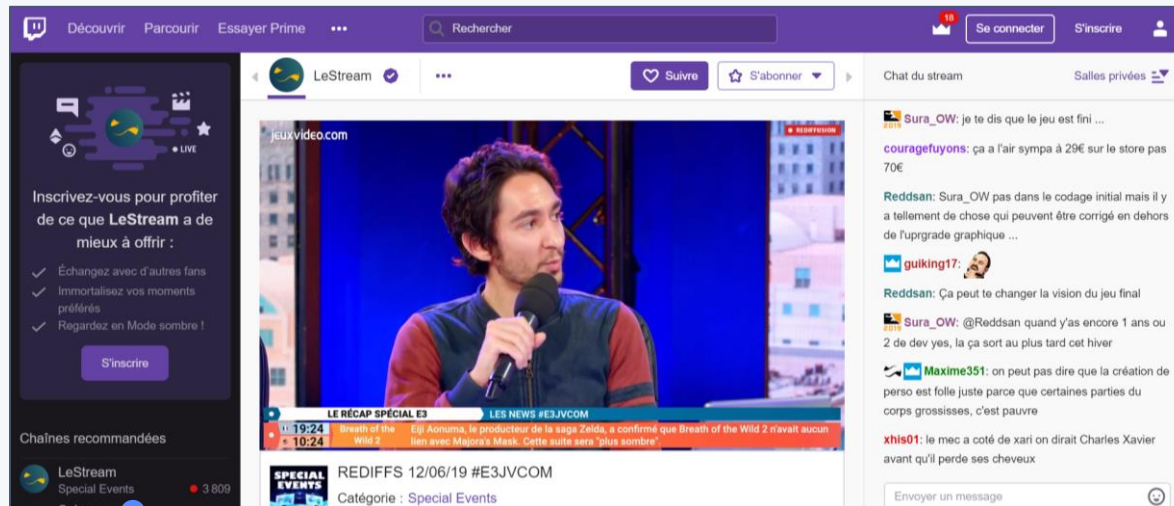 Découvrir Parcourir Essayer Prime ••• Rechercher 18 Se connecter S'inscrire
Inscrivez-vous pour profiter
de ce que LeStream a de
mieux à offrir :
LIVE
Échangez avec d'autres fans
Immortalisez vos moments
préférés
Regardez en Mode sombre !
S'inscrire
Chaînes recommandées
LeStream
Special Events 3 809
LeStream ••• Suivre S'abonner
jeuxvideo.com REDIFFUSION
LE RÉCAP SPÉCIAL E3 LES NEWS #E3JVCOM
19:24 Breath of the Eiji Aonuma, le producteur de la saga Zelda, a confirmé que Breath of the Wild 2 n'avait aucun
10:24 Wild 2 lien avec Majora's Mask. Cette suite sera "plus sombre".
SPECIAL
EVENTS
REDIFFS 12/06/19 #E3JVCOM
Catégorie : Special Events
Chat du stream Salles privées
2019 Sura_OW: je te dis que le jeu est fini ...
couragefuyons: ça a l'air sympa à 29€ sur le store pas
70€
Reddsan: Sura_OW pas dans le codage initial mais il y
a tellement de chose qui peuvent être corrigé en dehors
de l'uprgrade graphique ...
guiking17:
Reddsan: Ça peut te changer la vision du jeu final
2019 Sura_OW: @Reddsan quand y'as encore 1 ans ou
2 de dev yes, la ça sort au plus tard cet hiver
Maxime351: on peut pas dire que la création de
perso est folle juste parce que certaines parties du
corps grossisses, c'est pauvre
xhis01: le mec a coté de xari on dirait Charles Xavier
avant qu'il perde ses cheveux
Envoyer un message